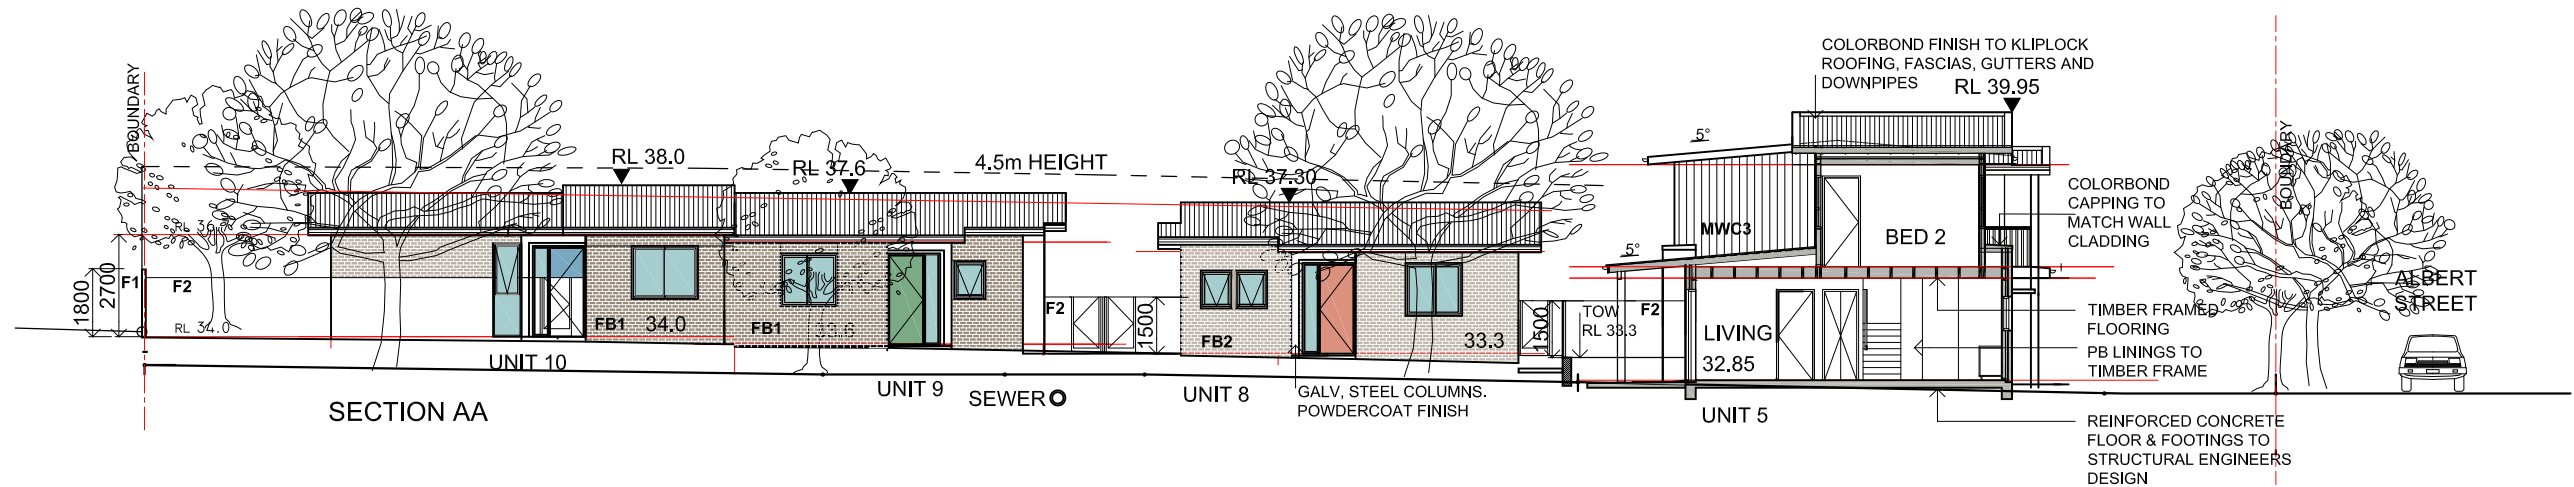 BOUNDARY
RL 38.0
RL 37.6
4.5m HEIGHT
RL 37.30
COLORBOND FINISH TO KLIPLOCK
ROOFING, FASCIAS, GUTTERS AND
DOWNPIPES
RL 39.95
5°
MWC3
5°
BED 2
COLORBOND
CAPPING TO
MATCH WALL
CLADDING
BOUNDARY
ALBERT
STREET
1800
2700
F1
F2
RL 34.0
FB1
34.0
FB1
F2
1500
FB2
33.3
1500
TOW
RL 33.3
F2
LIVING
32.85
TIMBER FRAMED
FLOORING
PB LININGS TO
TIMBER FRAME
UNIT 10
UNIT 9
SEWER
UNIT 8
GALV, STEEL COLUMNS.
POWDERCOAT FINISH
UNIT 5
REINFORCED CONCRETE
FLOOR & FOOTINGS TO
STRUCTURAL ENGINEERS
DESIGN
SECTION AA